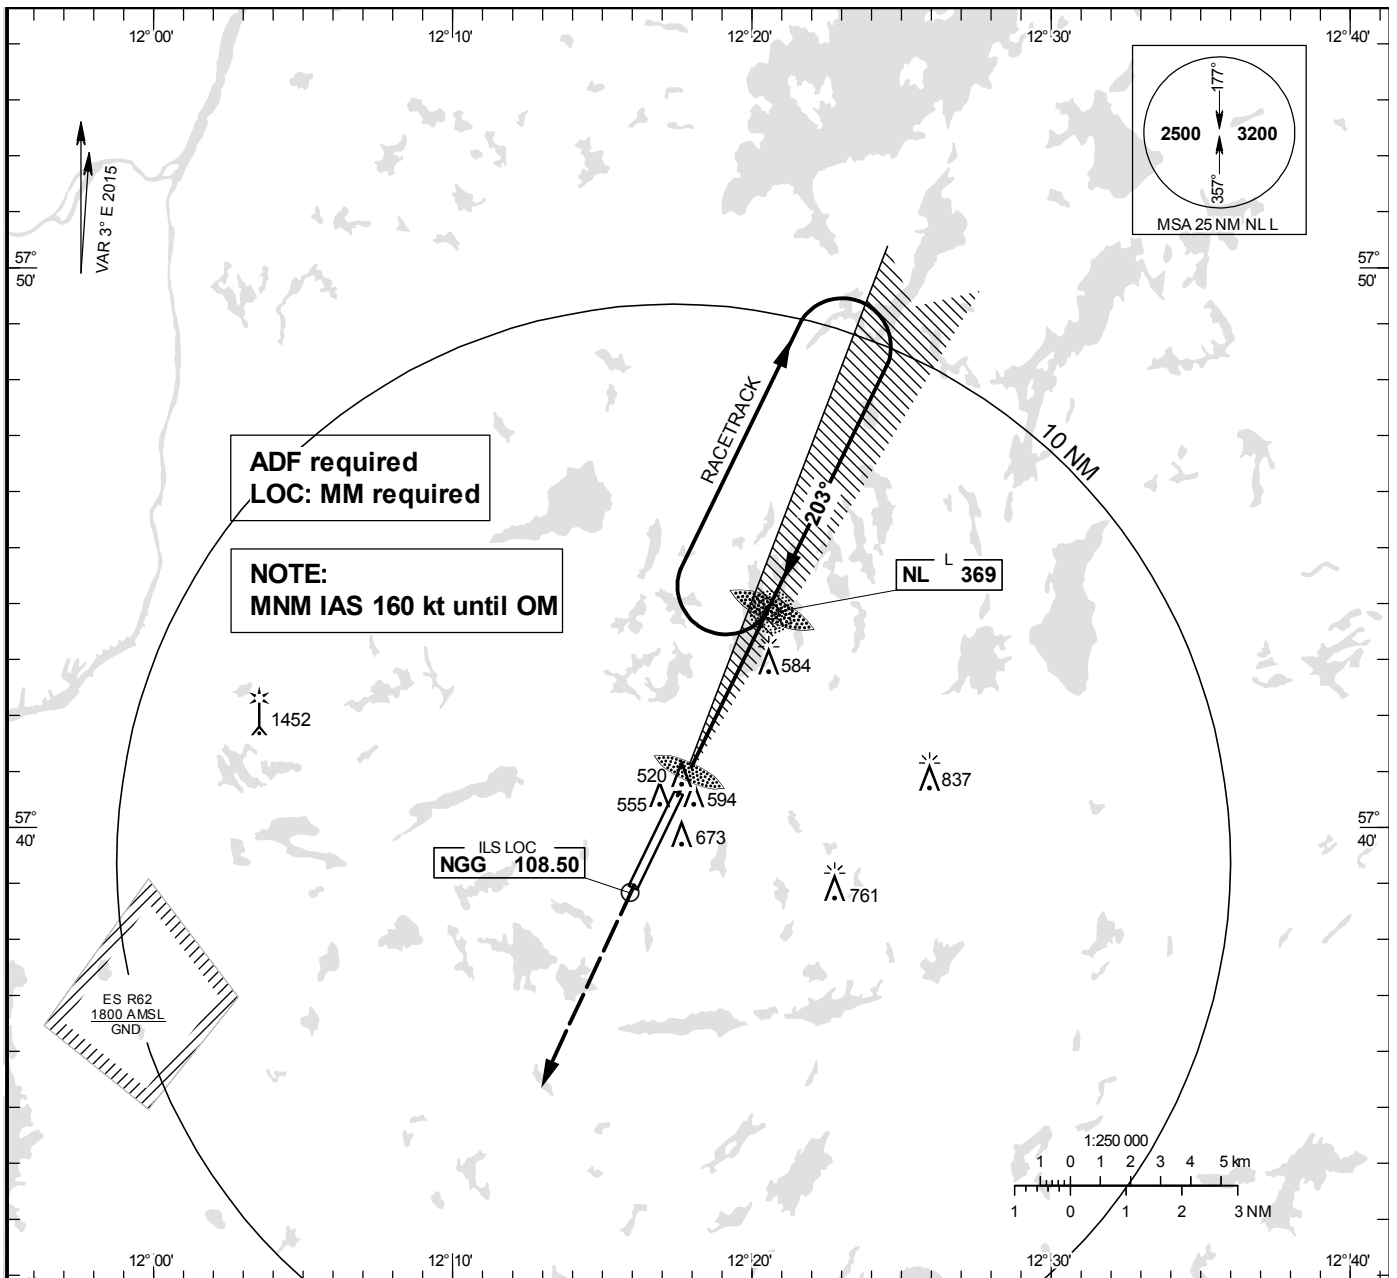 12° 00'
12° 10'
12° 20'
12° 30'
12° 40'
177°
2500 3200
357°
MSA 25 NM NL L
VAR 3° E 2015
57°
50'
57°
50'
RACETRACK
10 NM
ADF required
LOC: MM required
203°
L
NL 369
NOTE:
MNM IAS 160 kt until OM
584
1452
520
837
555
594
57°
40'
57°
40'
673
ILS LOC
NGG 108.50
761
ES R62
1800 AMSL
GND
1:250 000
1 0 1 2 3 4 5 km
1 0 1 2 3 NM
12° 00'
12° 10'
12° 20'
12° 30'
12° 40'